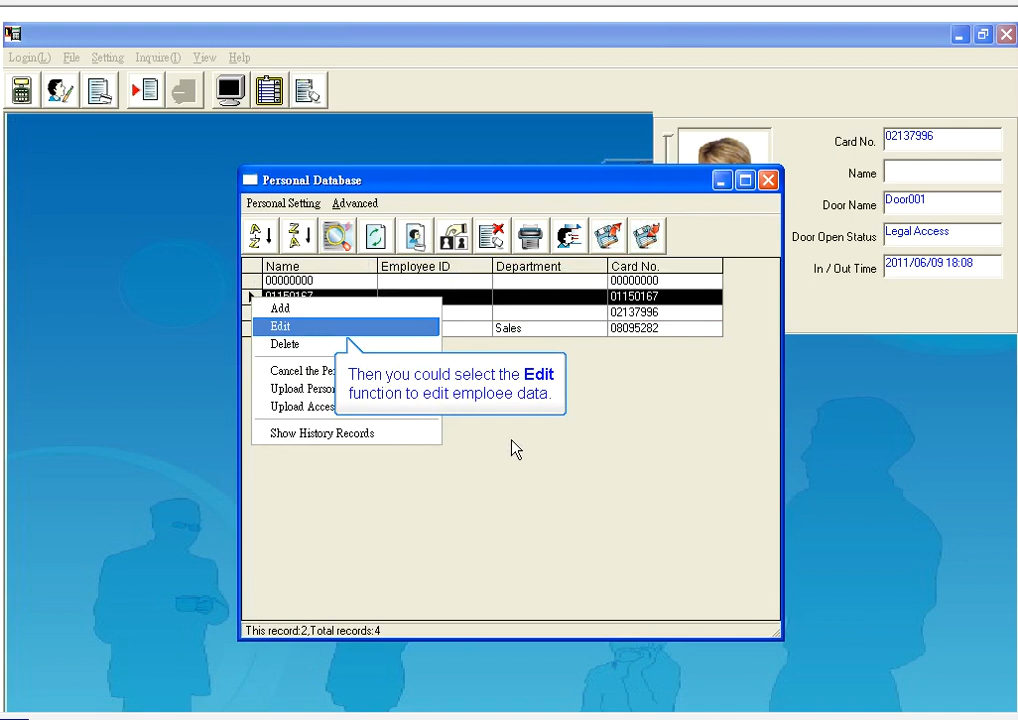 Login(L) File Setting Inquire(I) View Help
Card No. 02137996
Name
Door Name Door001
Door Open Status Legal Access
In / Out Time 2011/06/09 18:08
Personal Database
Personal Setting Advanced
Name Employee ID Department Card No.
00000000 00000000
01150167 01150167
02137996
Sales 08095282
Add
Edit
Delete
Cancel the
Upload
Upload
Show History Records
Then you could select the Edit
function to edit emploee data.
This record:2,Total records:4